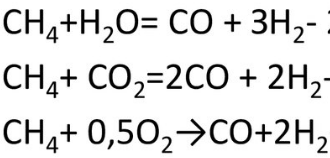 CH₄+H₂O= CO + 3H₂-
CH₄+ CO₂=2CO + 2H₂-
CH₄+ 0,5O₂→CO+2H₂